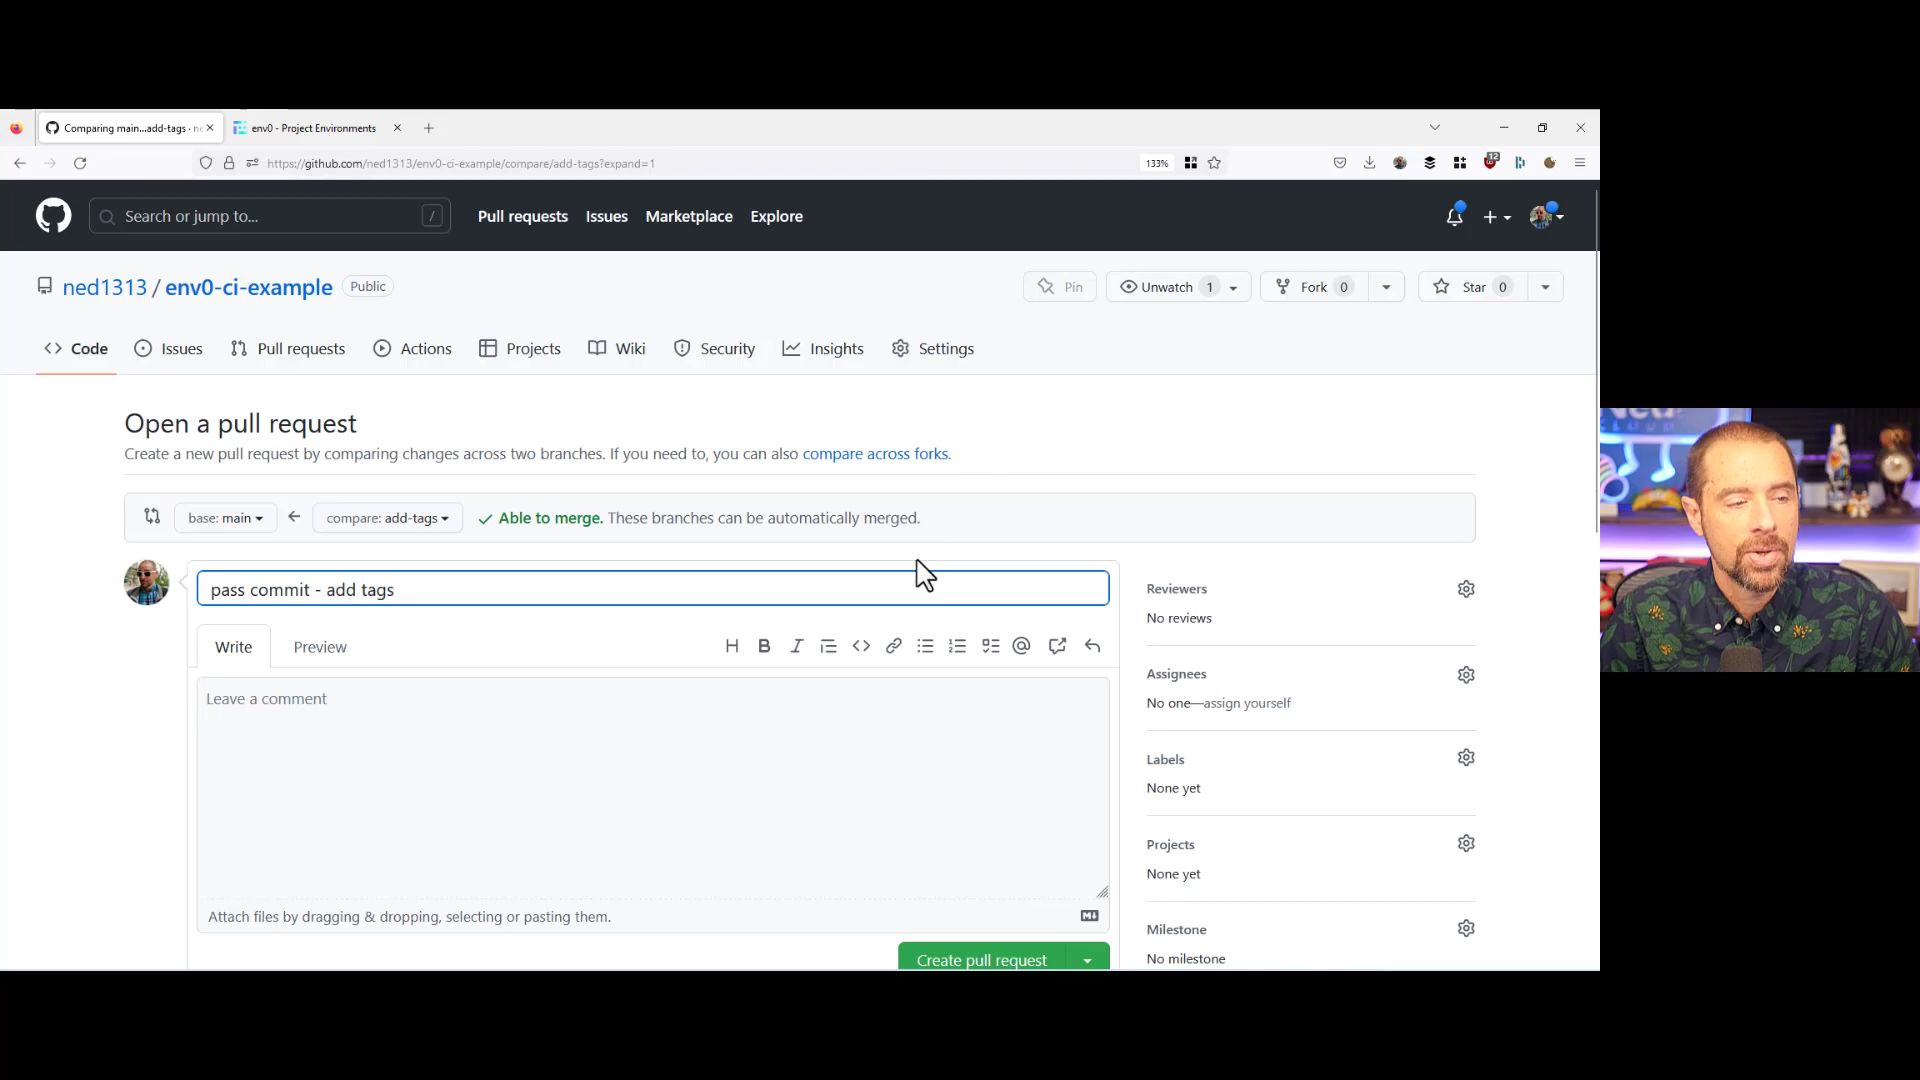 Comparing main...add-tags · ne
env0 - Project Environments
https://github.com/ned1313/env0-ci-example/compare/add-tags?expand=1
133%
12
Search or jump to...
/
Pull requests
Issues
Marketplace
Explore
ned1313 / env0-ci-example
Public
Pin
Unwatch 1
Fork 0
Star 0
Code
Issues
Pull requests
Actions
Projects
Wiki
Security
Insights
Settings
Open a pull request
Create a new pull request by comparing changes across two branches. If you need to, you can also compare across forks.
base: main
compare: add-tags
Able to merge. These branches can be automatically merged.
pass commit - add tags
Write
Preview
Leave a comment
Attach files by dragging & dropping, selecting or pasting them.
Create pull request
Reviewers
No reviews
Assignees
No one—assign yourself
Labels
None yet
Projects
None yet
Milestone
No milestone